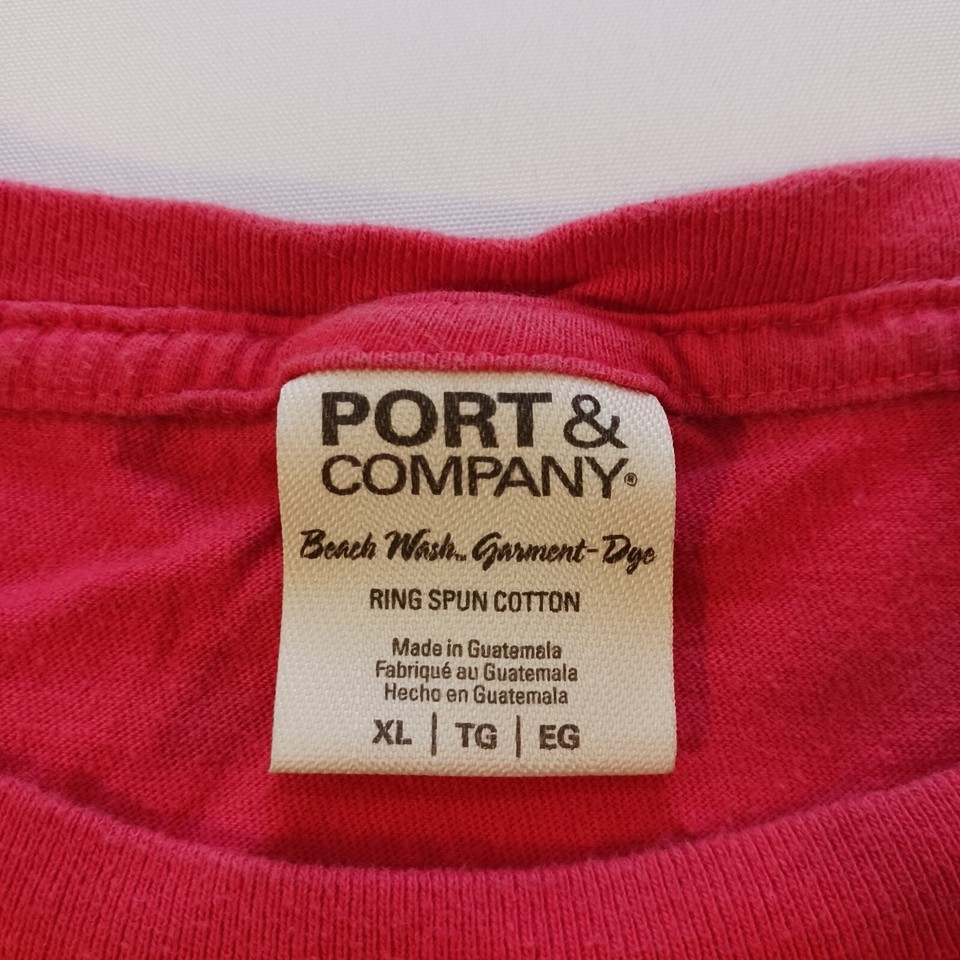 PORT &
COMPANY®
Beach Wash™ Garment-Dye
RING SPUN COTTON
Made in Guatemala
Fabriqué au Guatemala
Hecho en Guatemala
XL | TG | EG